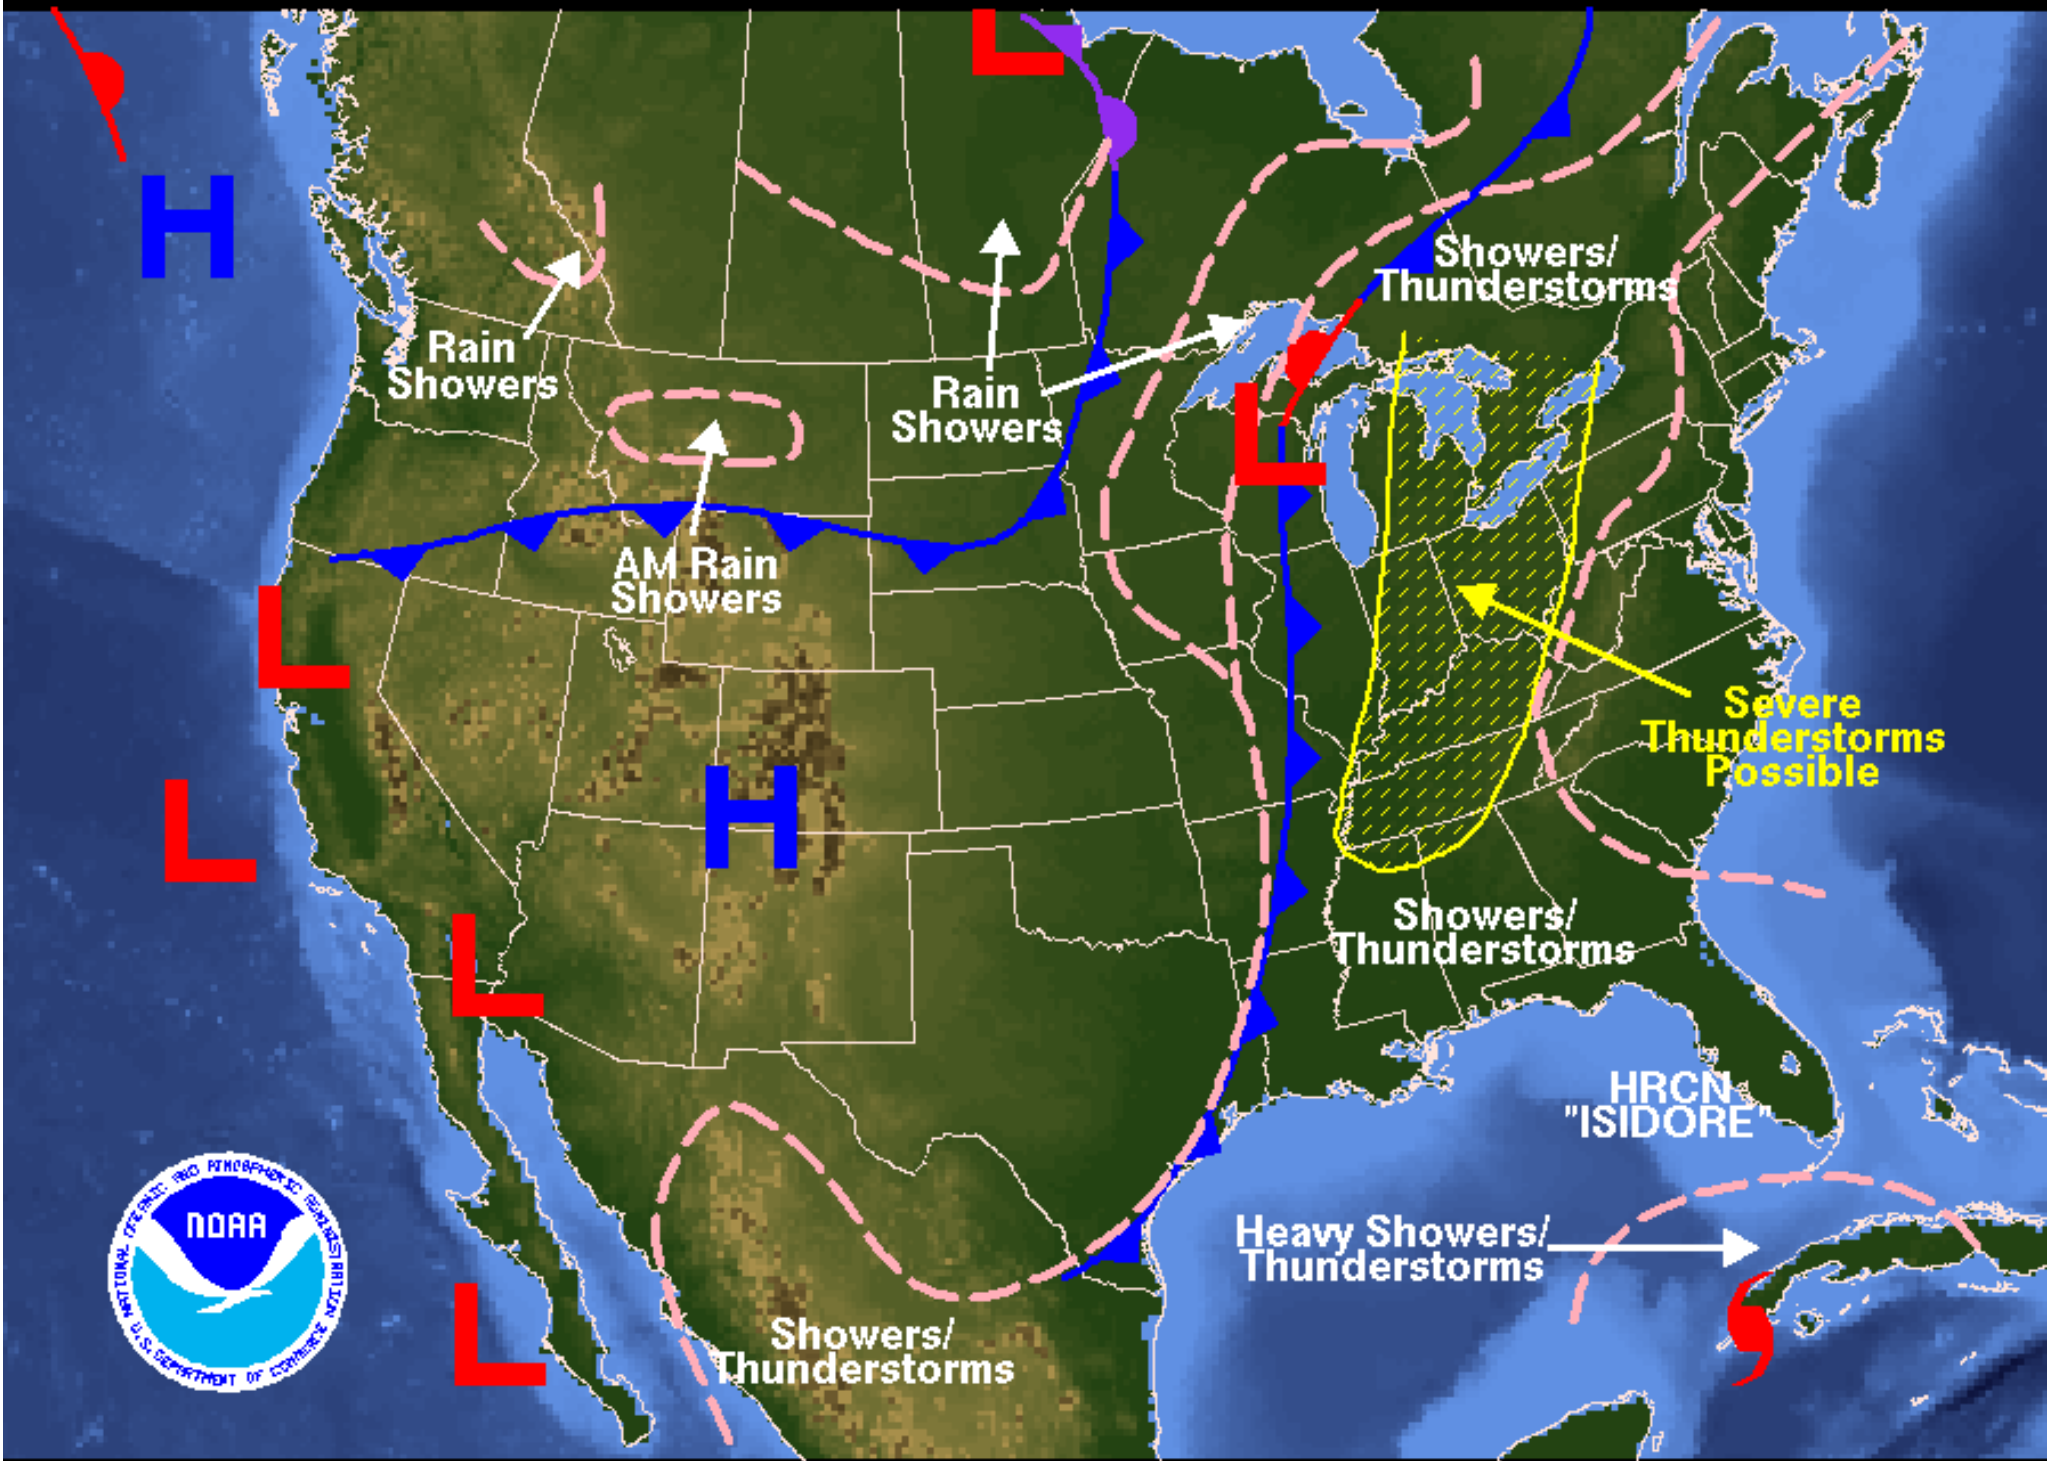 L
H
Showers/
Thunderstorms
Rain
Showers
Rain
Showers
L
AM Rain
Showers
L
Severe
Thunderstorms
Possible
H
L
Showers/
Thunderstorms
L
HRCN
"ISIDORE"
NATIONAL OCEANIC AND ATMOSPHERIC ADMINISTRATION
NOAA
U.S. DEPARTMENT OF COMMERCE
Heavy Showers/
Thunderstorms
L
Showers/
Thunderstorms